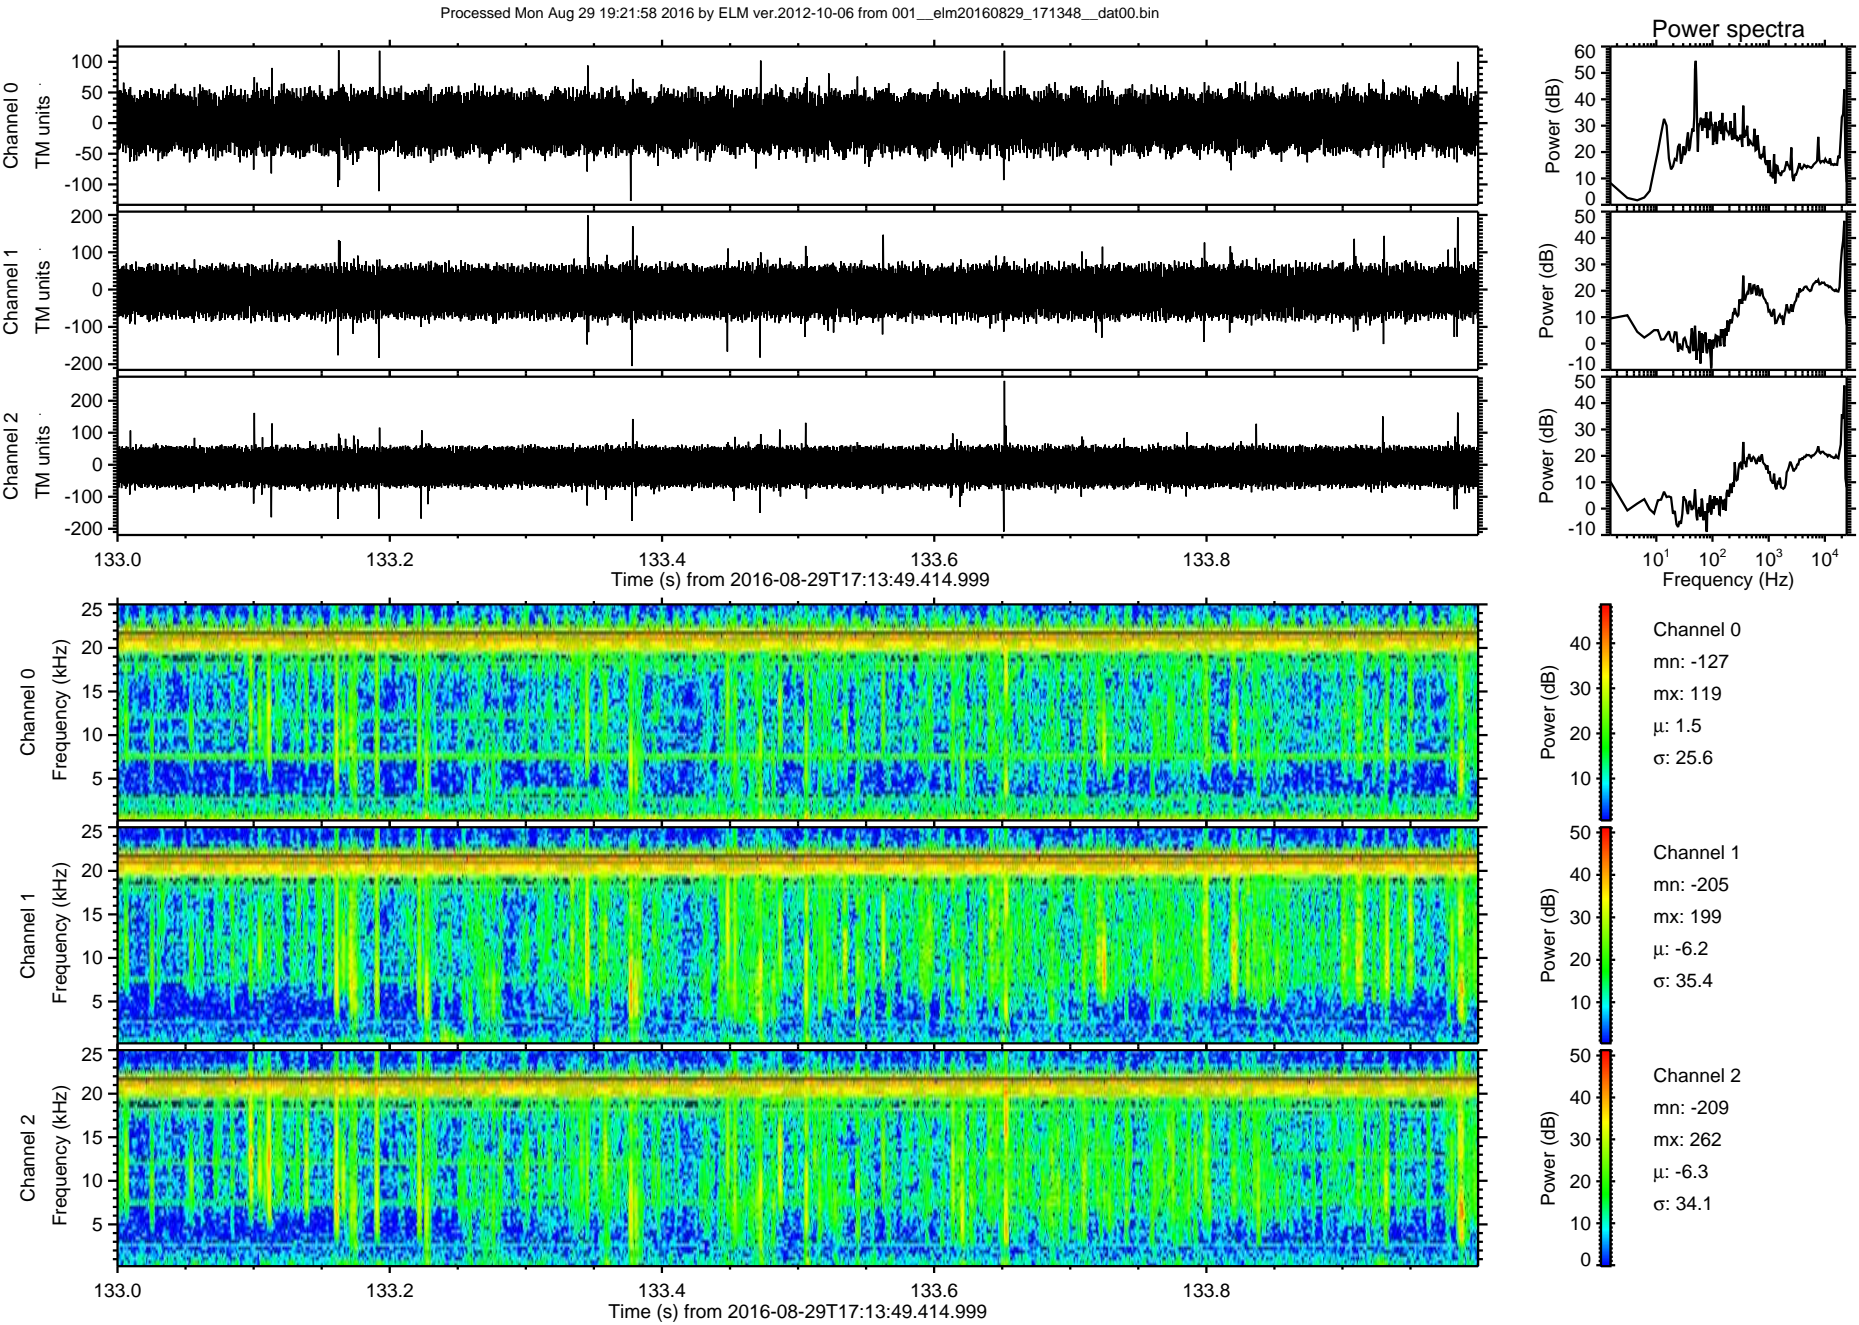 Processed Mon Aug 29 19:21:58 2016 by ELM ver.2012-10-06 from 001__elm20160829_171348__dat00.bin
Power spectra
Channel 0
TM units
100
50
0
-50
-100
Power (dB)
60
50
40
30
20
10
0
Channel 1
TM units
200
100
0
-100
-200
Power (dB)
50
40
30
20
10
0
-10
Channel 2
TM units
200
100
0
-100
-200
Power (dB)
50
40
30
20
10
0
-10
133.0 133.2 133.4 133.6 133.8
Time (s) from 2016-08-29T17:13:49.414.999
10¹ 10² 10³ 10⁴
Frequency (Hz)
Channel 0
Frequency (kHz)
25
20
15
10
5
Power (dB)
40
30
20
10
Channel 0
mn: -127
mx: 119
μ: 1.5
σ: 25.6
Channel 1
Frequency (kHz)
25
20
15
10
5
Power (dB)
50
40
30
20
10
Channel 1
mn: -205
mx: 199
μ: -6.2
σ: 35.4
Channel 2
Frequency (kHz)
25
20
15
10
5
Power (dB)
50
40
30
20
10
0
Channel 2
mn: -209
mx: 262
μ: -6.3
σ: 34.1
133.0 133.2 133.4 133.6 133.8
Time (s) from 2016-08-29T17:13:49.414.999